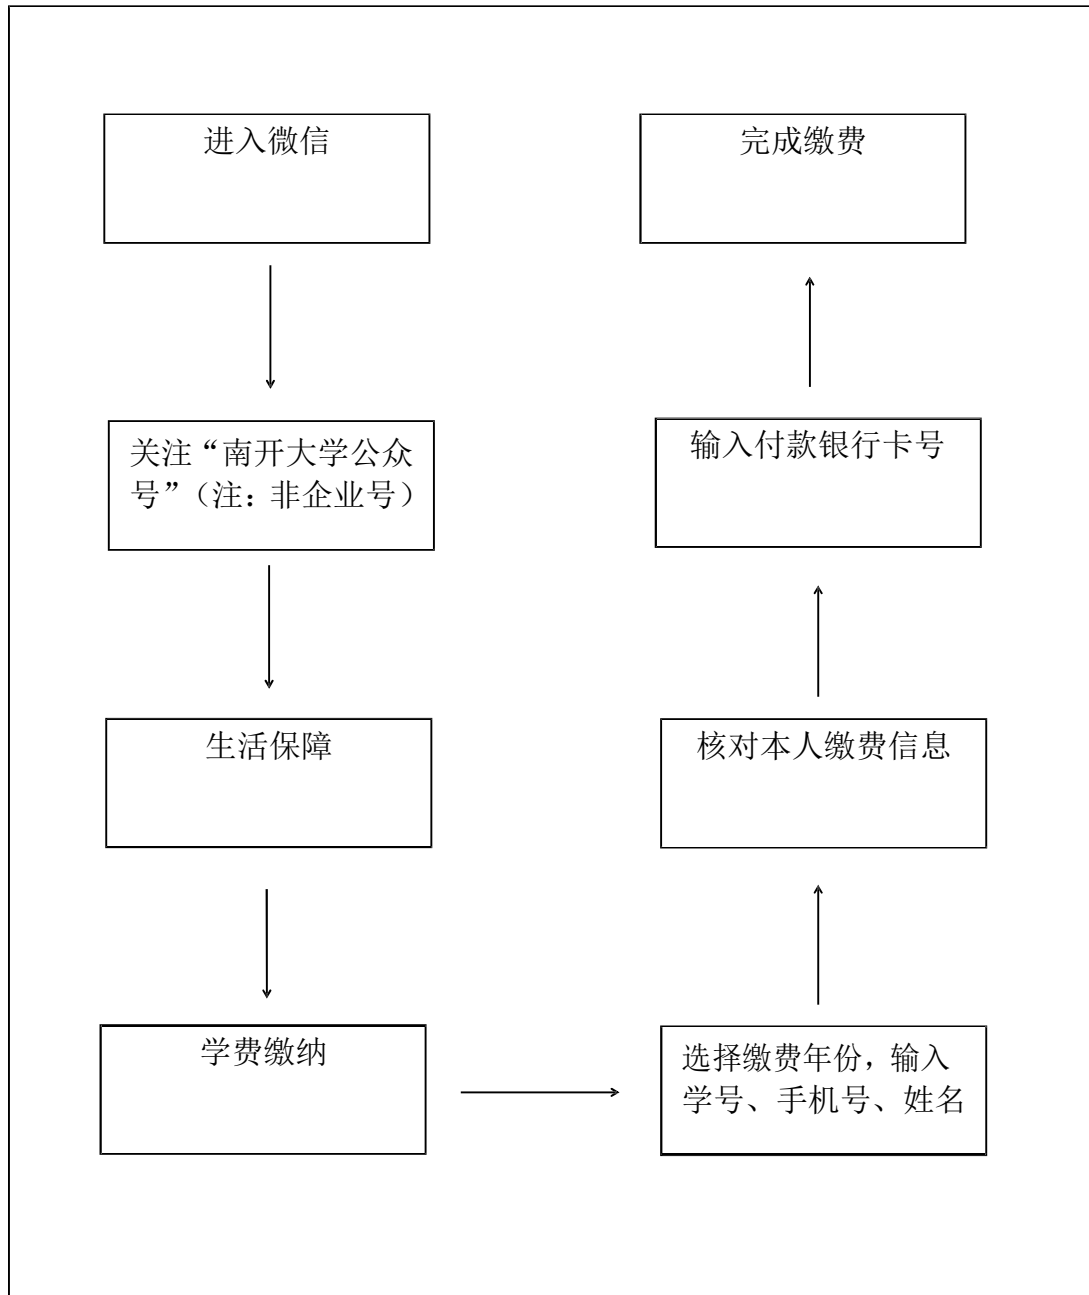 进入微信
关注“南开大学公众
号”（注：非企业号）
生活保障
学费缴纳
选择缴费年份，输入
学号、手机号、姓名
核对本人缴费信息
输入付款银行卡号
完成缴费